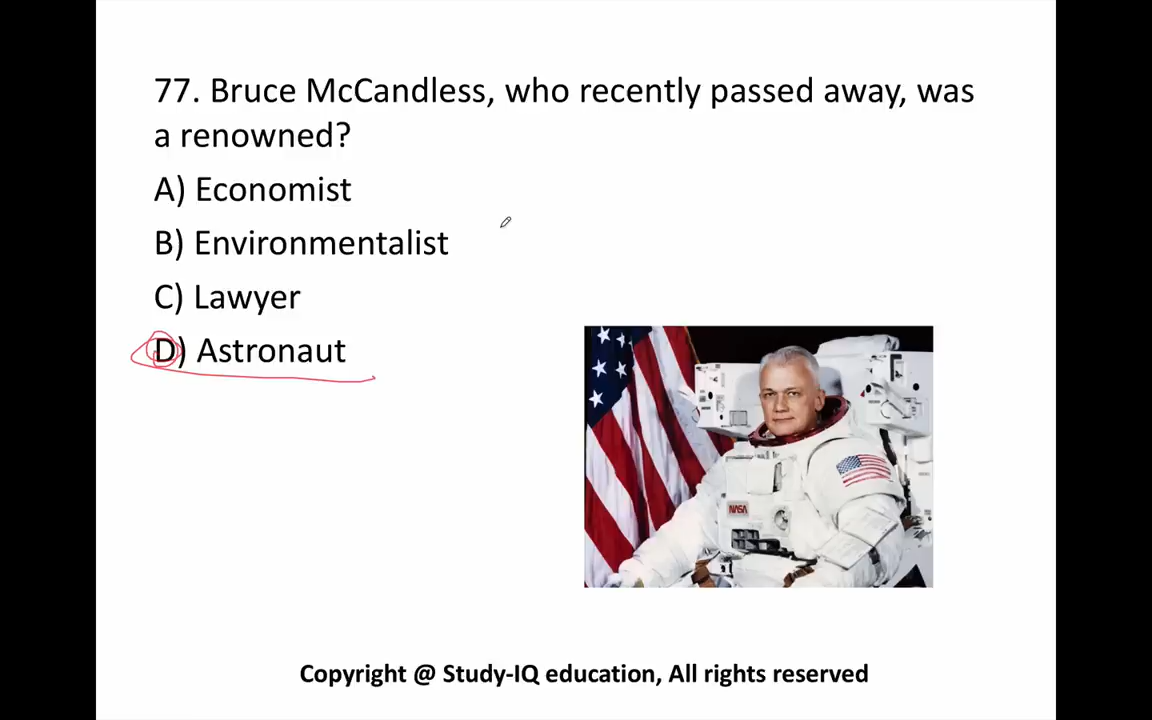 77. Bruce McCandless, who recently passed away, was
a renowned?
A) Economist
B) Environmentalist
C) Lawyer
D) Astronaut
NASA
Copyright @ Study-IQ education, All rights reserved